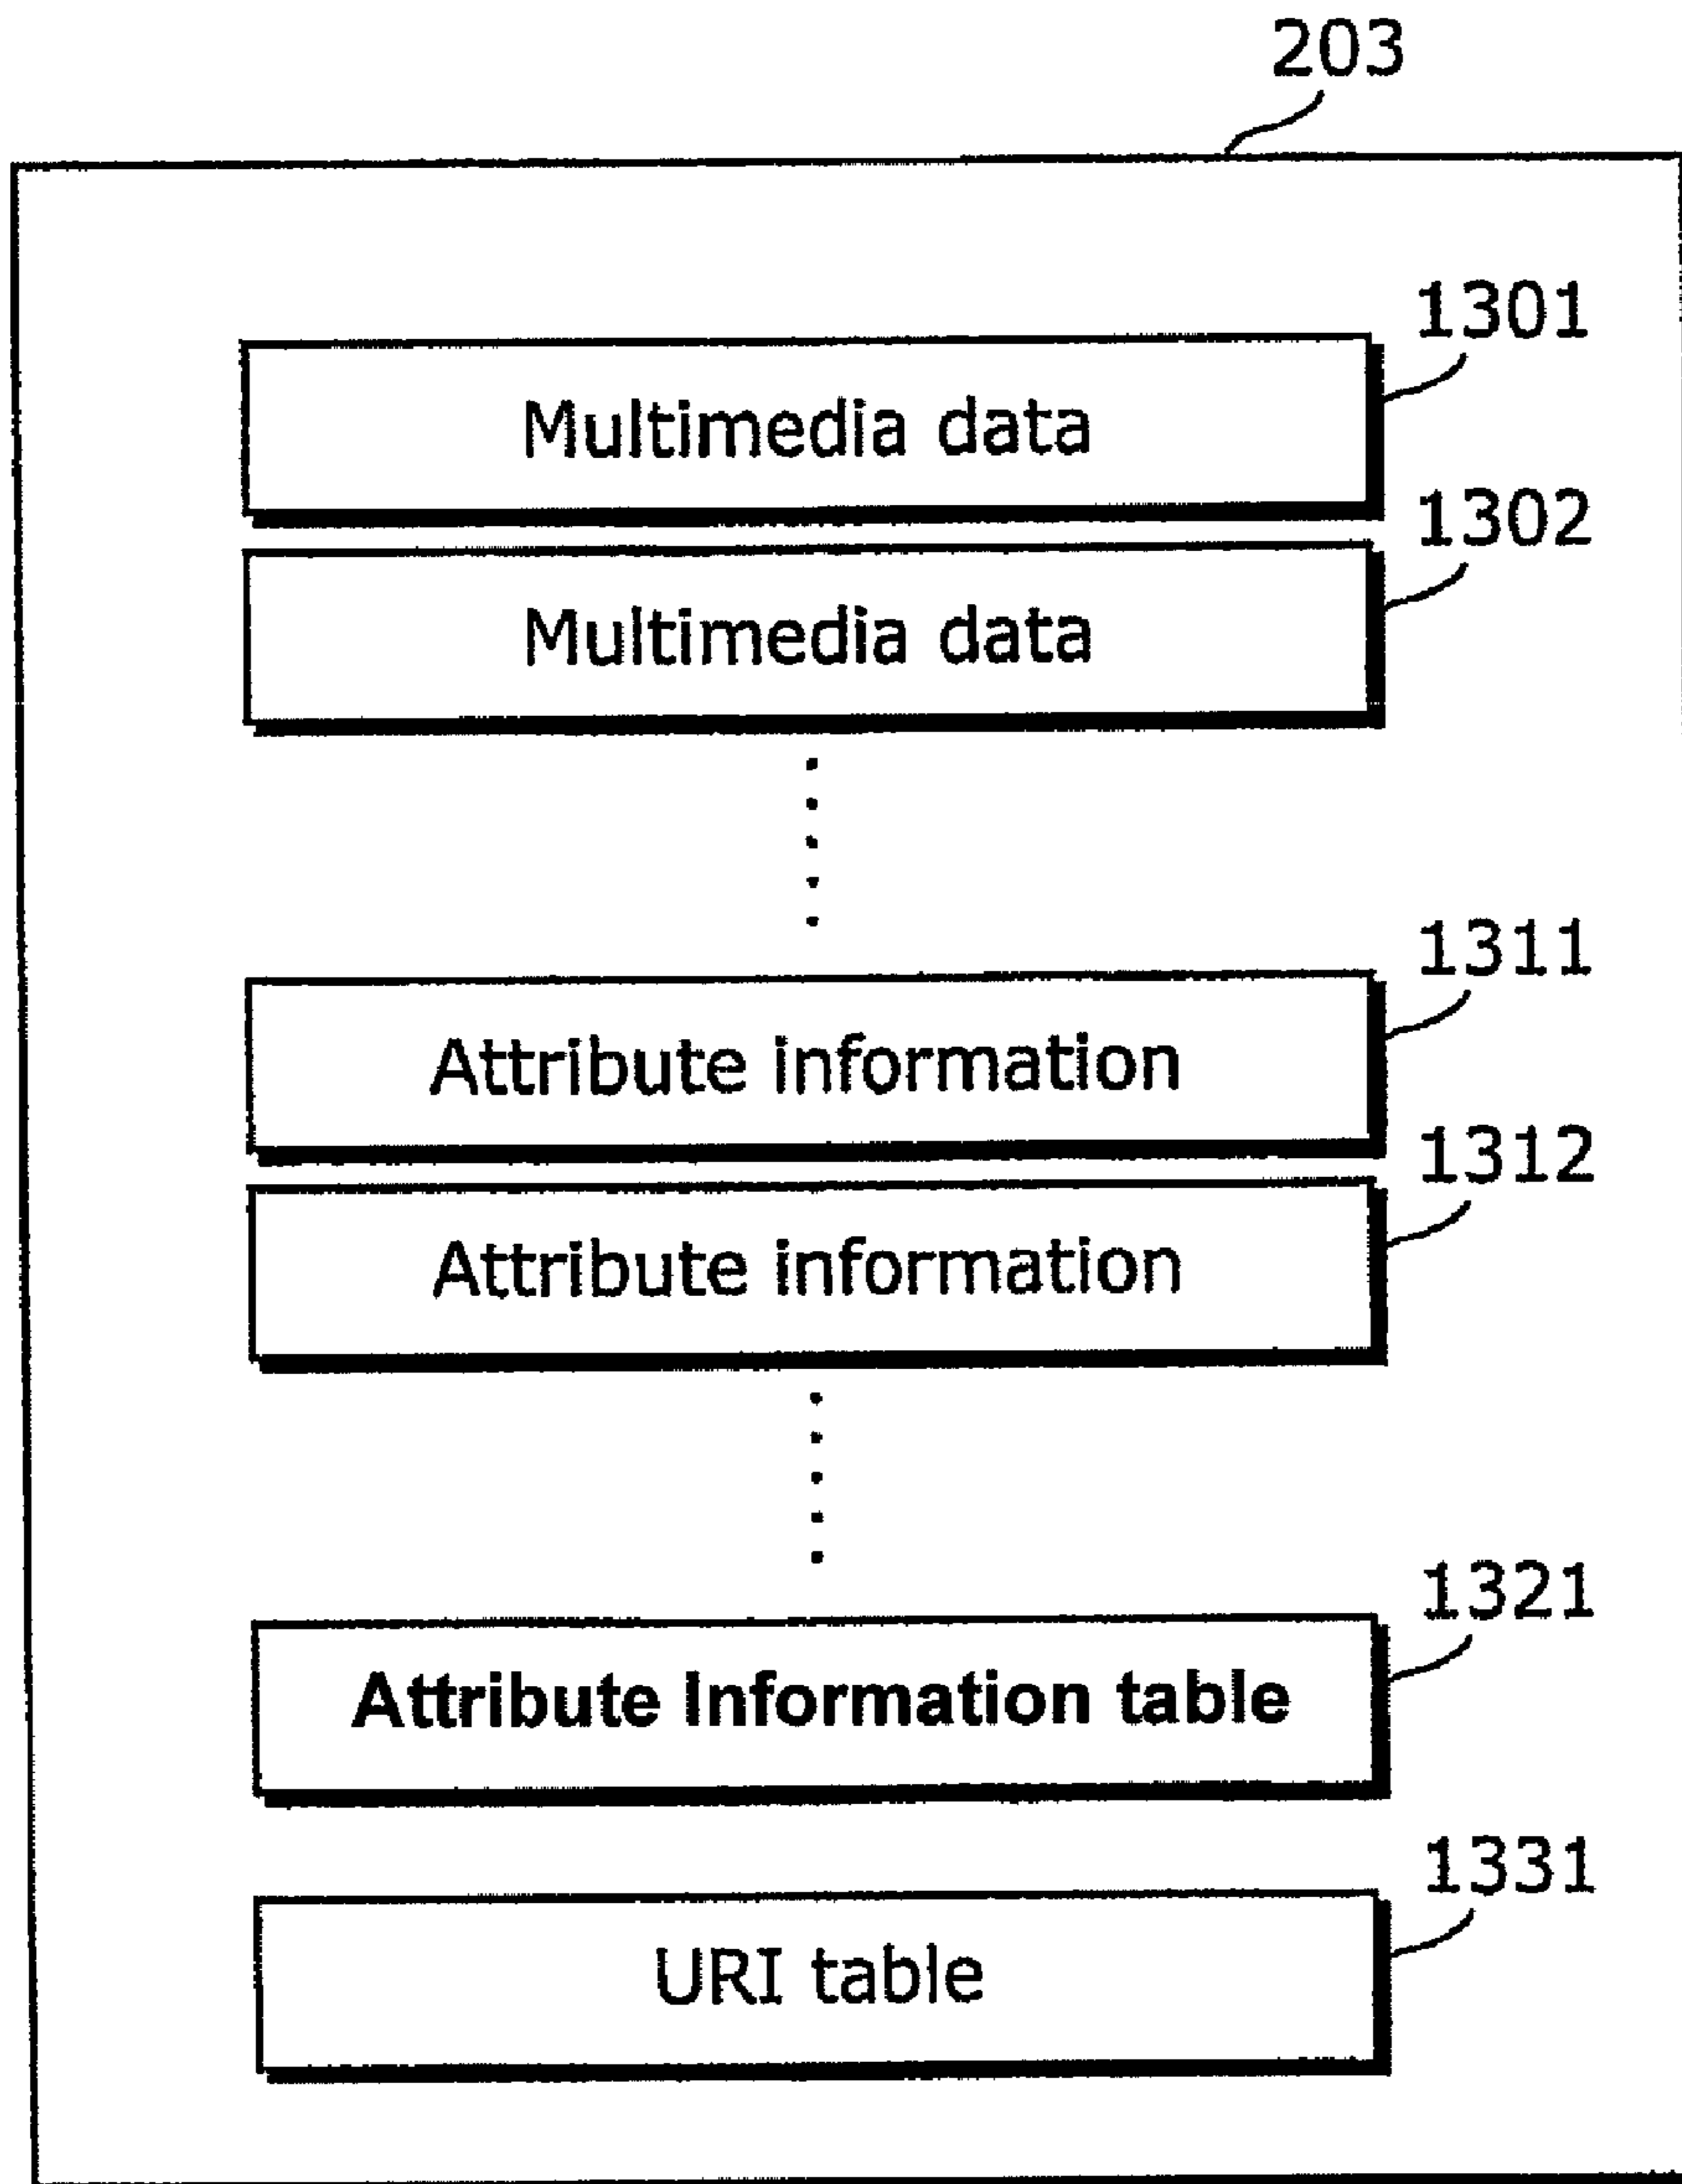 203
1301
Multimedia data
1302
Multimedia data
1311
Attribute information
1312
Attribute information
1321
Attribute Information table
1331
URI table